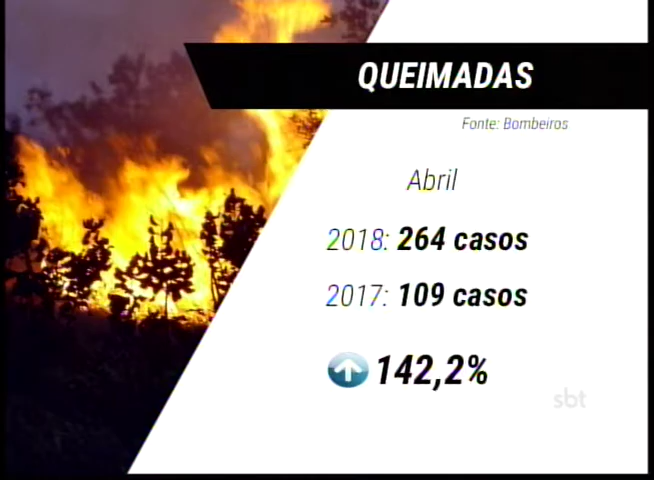 QUEIMADAS
Fonte: Bombeiros
Abril
2018: 264 casos
2017: 109 casos
142,2%
sbt